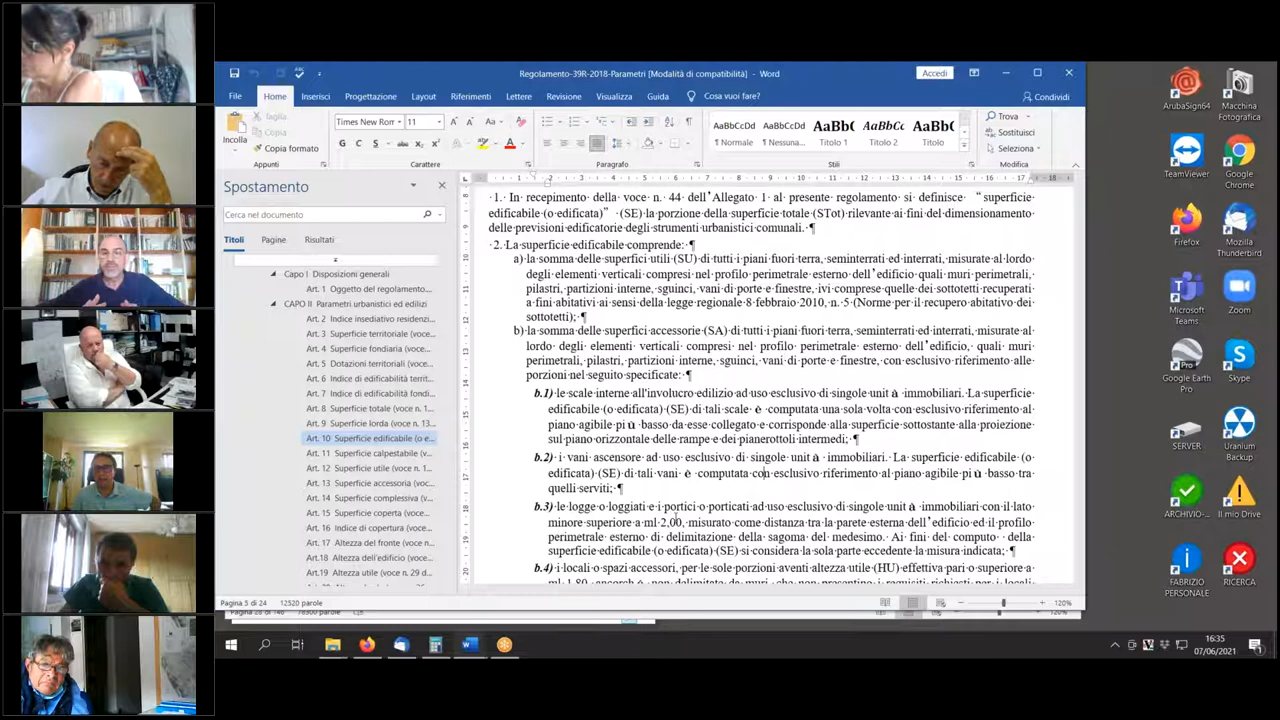 Regolamento-39R-2018-Parametri [Modalità di compatibilità] - Word
Accedi
File Home Inserisci Progettazione Layout Riferimenti Lettere Revisione Visualizza Guida Cosa vuoi fare? Condividi
Incolla
Taglia
Copia
Copia formato
Times New Rom 11
AaBbCcDd AaBbCcDd AaBbC AaBbCc AaBbC
¶ Normale ¶ Nessuna... Titolo 1 Titolo 2 Titolo
Trova
Sostituisci
Seleziona
Appunti Carattere Paragrafo Stili Modifica
Spostamento
Cerca nel documento
Titoli Pagine Risultati
Capo I Disposizioni generali
Art. 1 Oggetto del regolamento...
CAPO II Parametri urbanistici ed edilizi
Art. 2 Indice insediativo residenzi...
Art. 3 Superficie territoriale (voce...
Art. 4 Superficie fondiaria (voce...
Art. 5 Dotazioni territoriali (voce...
Art. 6 Indice di edificabilità territ...
Art. 7 Indice di edificabilità fondi...
Art. 8 Superficie totale (voce n...
Art. 9 Superficie lorda (voce n. 13...
Art. 10 Superficie edificabile (o e...
Art. 11 Superficie calpestabile (v...
Art. 12 Superficie utile (voce n...
Art. 13 Superficie accessoria (voc...
Art. 14 Superficie complessiva (v...
Art. 15 Superficie coperta (voce...
Art. 16 Indice di copertura (voce...
Art. 17 Altezza del fronte (voce n...
Art. 18 Altezza dell'edificio (voce...
Art.19 Altezza utile (voce n. 29 d...
1. In recepimento della voce n. 44 dell'Allegato 1 al presente regolamento si definisce "superficie
edificabile (o edificata)" (SE) la porzione della superficie totale (STot) rilevante ai fini del dimensionamento
delle previsioni edificatorie degli strumenti urbanistici comunali. ¶
2. La superficie edificabile comprende: ¶
a) la somma delle superfici utili (SU) di tutti i piani fuori terra, seminterrati ed interrati, misurate al lordo
degli elementi verticali compresi nel profilo perimetrale esterno dell'edificio quali muri perimetrali,
pilastri, partizioni interne, sguinci, vani di porte e finestre, ivi comprese quelle dei sottotetti recuperati
a fini abitativi ai sensi della legge regionale 8 febbraio 2010, n. 5 (Norme per il recupero abitativo dei
sottotetti); ¶
b) la somma delle superfici accessorie (SA) di tutti i piani fuori terra, seminterrati ed interrati, misurate al
lordo degli elementi verticali compresi nel profilo perimetrale esterno dell'edificio, quali muri
perimetrali, pilastri, partizioni interne, sguinci, vani di porte e finestre, con esclusivo riferimento alle
porzioni nel seguito specificate: ¶
b.1) le scale interne all'involucro edilizio ad uso esclusivo di singole unità immobiliari. La superficie
edificabile (o edificata) (SE) di tali scale è computata una sola volta con esclusivo riferimento al
piano agibile più basso da esse collegato e corrisponde alla superficie sottostante alla proiezione
sul piano orizzontale delle rampe e dei pianerottoli intermedi; ¶
b.2) i vani ascensore ad uso esclusivo di singole unità immobiliari. La superficie edificabile (o
edificata) (SE) di tali vani è computata con esclusivo riferimento al piano agibile più basso tra
quelli serviti; ¶
b.3) le logge o loggiati e i portici o porticati ad uso esclusivo di singole unità immobiliari con il lato
minore superiore a ml 2,00, misurato come distanza tra la parete esterna dell'edificio ed il profilo
perimetrale esterno di delimitazione della sagoma del medesimo. Ai fini del computo della
superficie edificabile (o edificata) (SE) si considera la sola parte eccedente la misura indicata; ¶
b.4) i locali o spazi accessori, per le sole porzioni aventi altezza utile (HU) effettiva pari o superiore a
ml 1,80, ancorché non delimitate da muri, che non presentino i requisiti richiesti per i locali
Pagina 5 di 24 12520 parole
120%
120%
ArubaSign64
Macchina Fotografica
TeamViewer
Google Chrome
Firefox
Mozilla Thunderbird
Microsoft Teams
Zoom
Google Earth Pro
Skype
SERVER
Uranium Backup
ARCHIVIO-...
Il mio Drive
FABRIZIO PERSONALE
RICERCA
16:35
07/06/2021